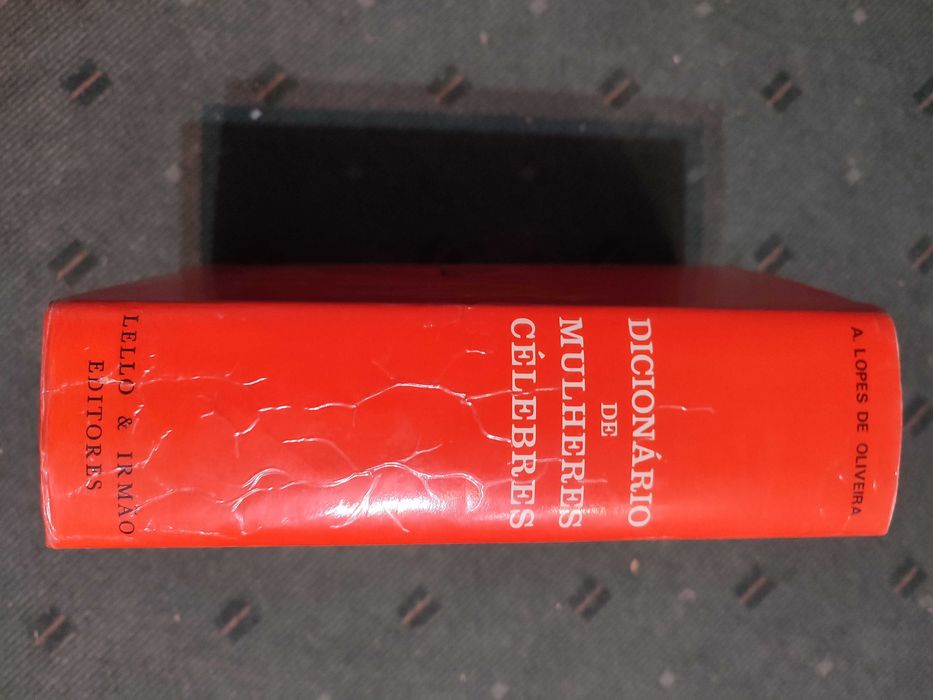 A. LOPES DE OLIVEIRA
DICIONÁRIO
DE
MULHERES
CÉLEBRES
LELLO & IRMÃO
EDITORES